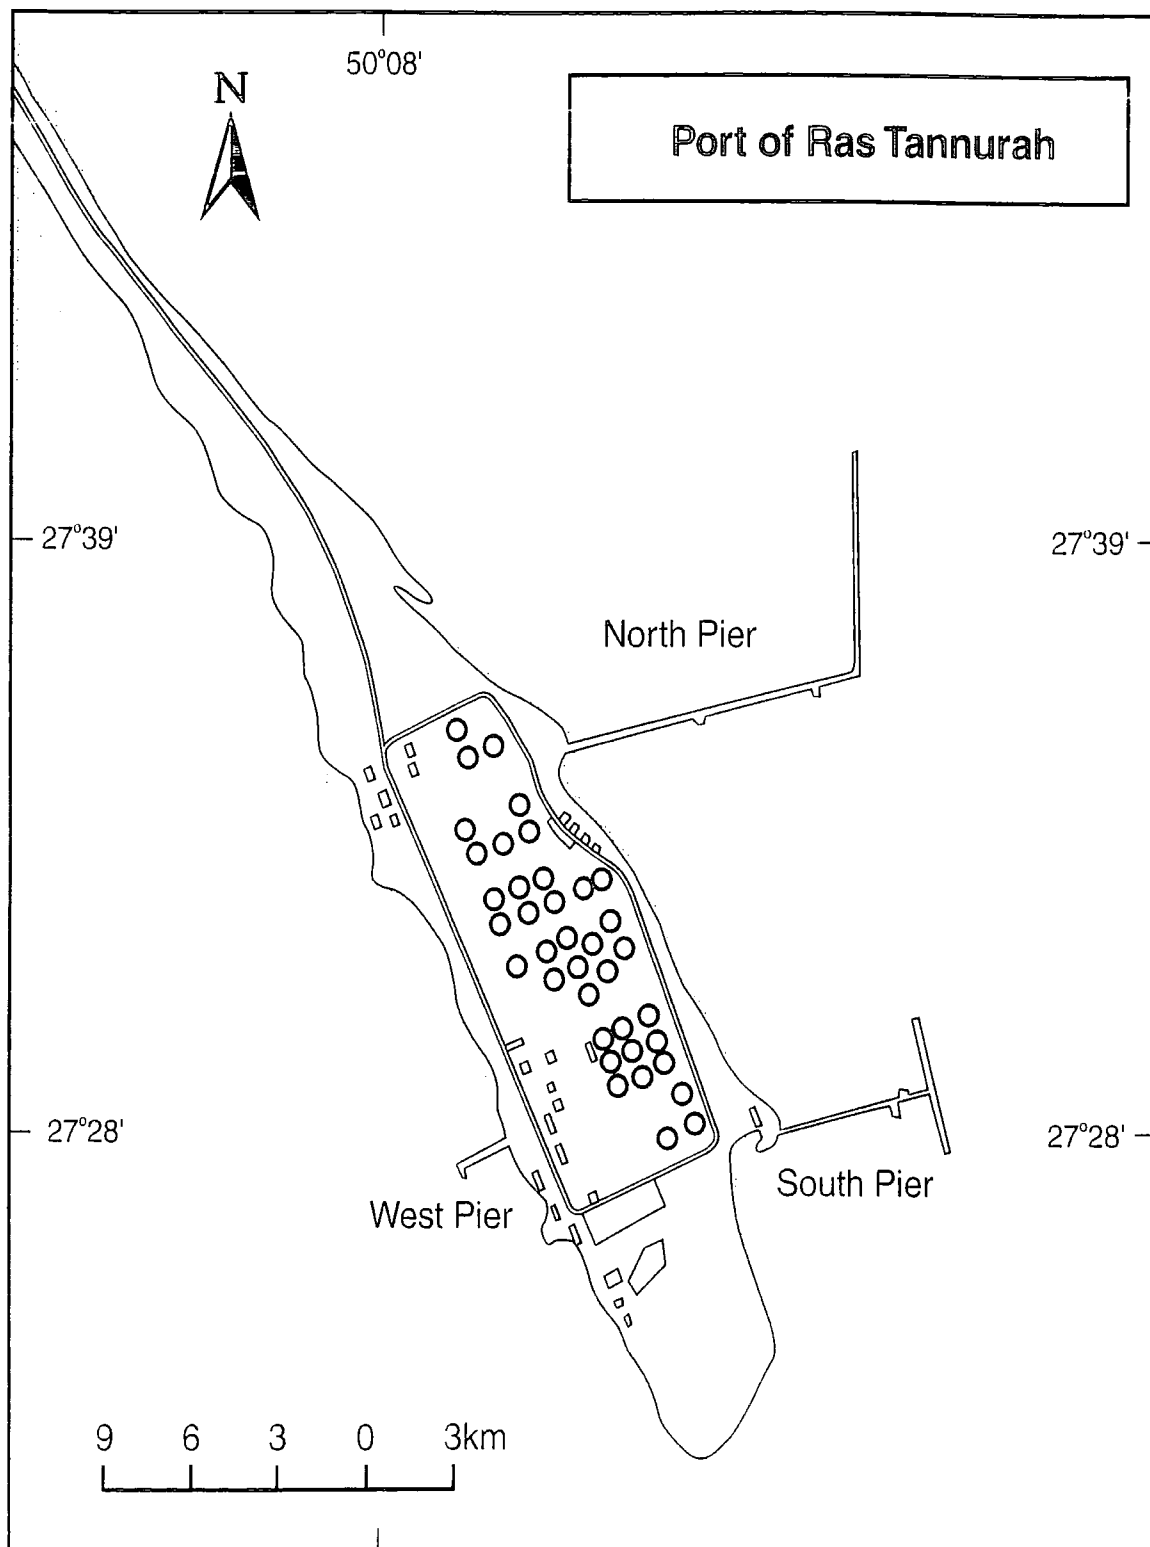 50°08'
N
Port of Ras Tannurah
27°39'
27°39'
North Pier
27°28'
27°28'
South Pier
West Pier
9 6 3 0 3km